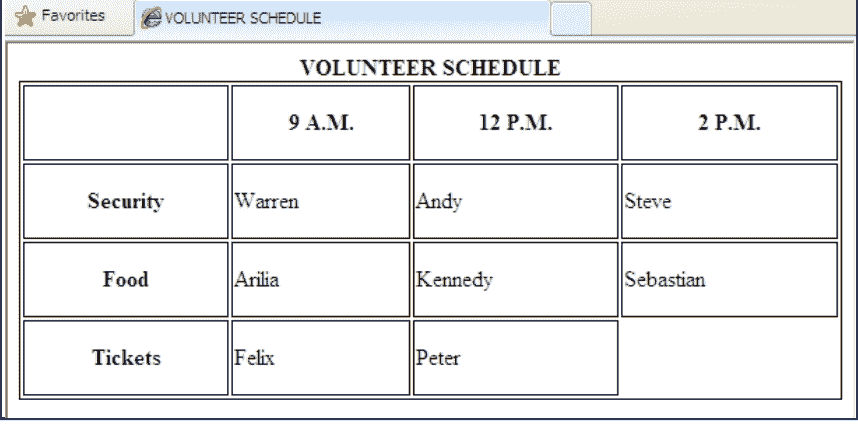 Favorites VOLUNTEER SCHEDULE
VOLUNTEER SCHEDULE
9 A.M. 12 P.M. 2 P.M.
Security Warren Andy Steve
Food Arilia Kennedy Sebastian
Tickets Felix Peter